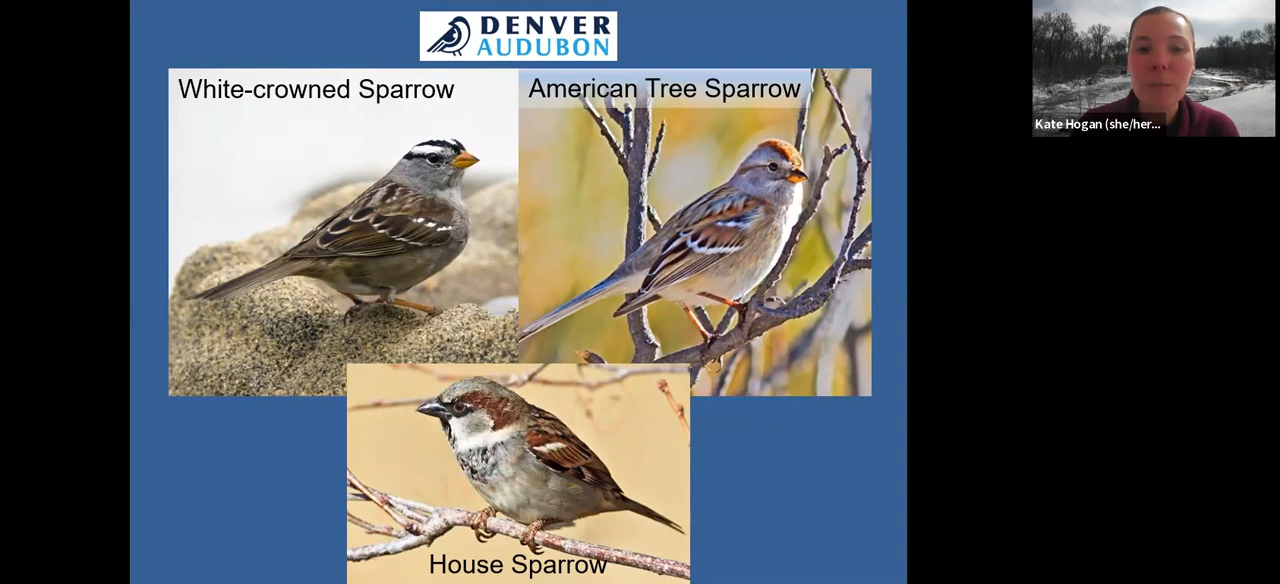 DENVER
AUDUBON
White-crowned Sparrow
American Tree Sparrow
Kate Hogan (she/her...
House Sparrow